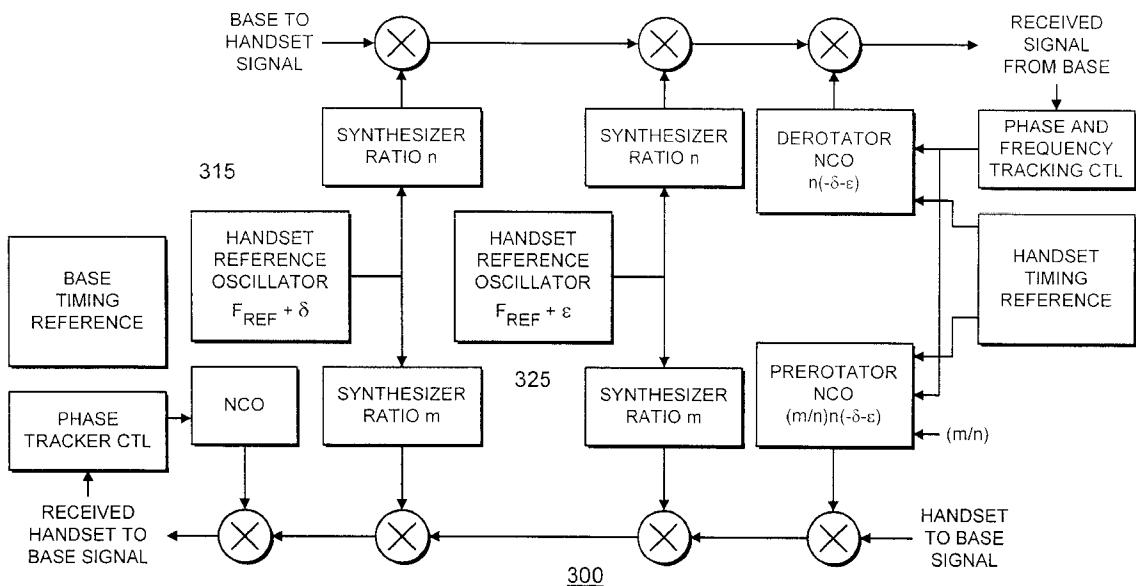 BASE TO
HANDSET
SIGNAL
RECEIVED
SIGNAL
FROM BASE
SYNTHESIZER
RATIO n
SYNTHESIZER
RATIO n
DEROTATOR
NCO
n(-δ-ε)
PHASE AND
FREQUENCY
TRACKING CTL
315
BASE
TIMING
REFERENCE
HANDSET
REFERENCE
OSCILLATOR
FREF + δ
HANDSET
REFERENCE
OSCILLATOR
FREF + ε
HANDSET
TIMING
REFERENCE
325
PHASE
TRACKER CTL
NCO
SYNTHESIZER
RATIO m
SYNTHESIZER
RATIO m
PREROTATOR
NCO
(m/n)n(-δ-ε)
(m/n)
RECEIVED
HANDSET TO
BASE SIGNAL
HANDSET
TO BASE
SIGNAL
300